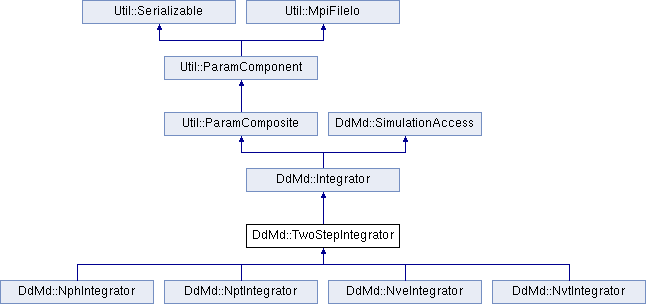 Util::Serializable
Util::MpiFileIo
Util::ParamComponent
Util::ParamComposite
DdMd::SimulationAccess
DdMd::Integrator
DdMd::TwoStepIntegrator
DdMd::NphIntegrator
DdMd::NptIntegrator
DdMd::NveIntegrator
DdMd::NvtIntegrator